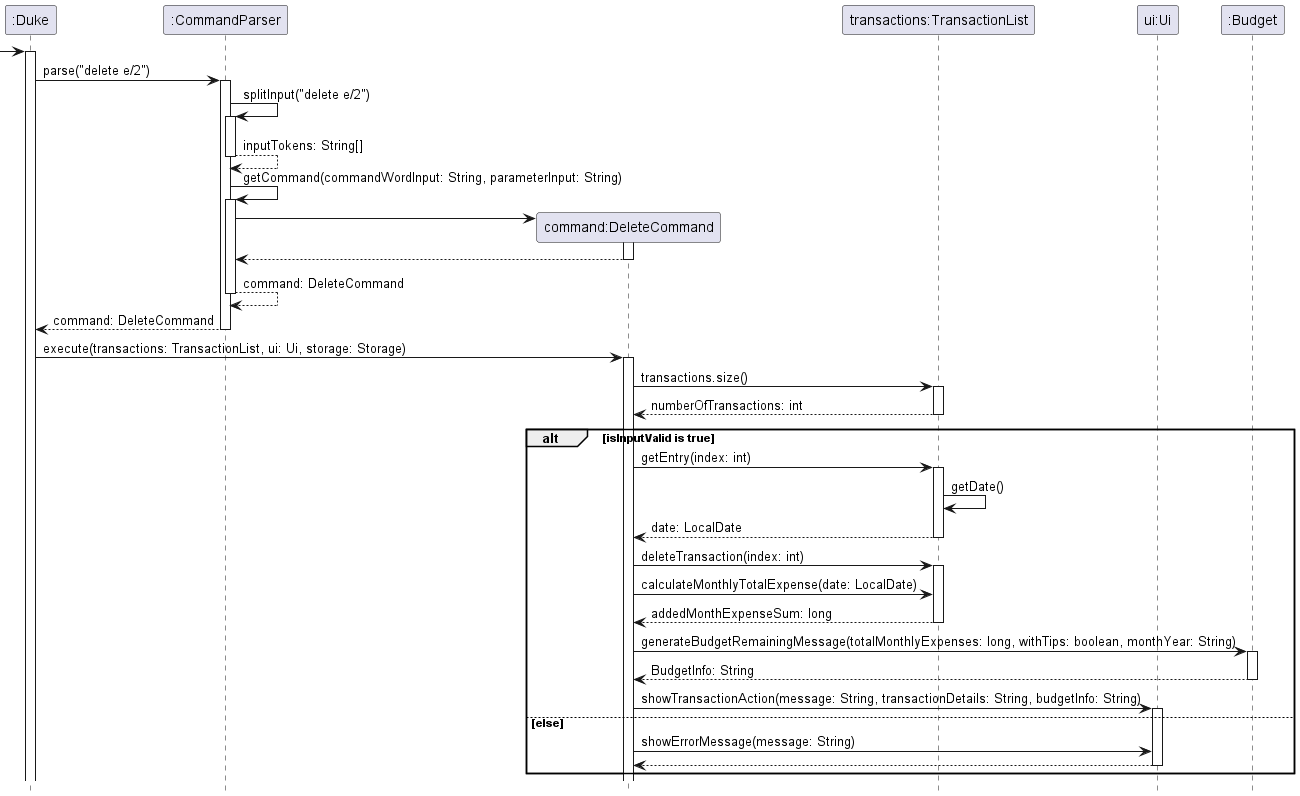 :Duke
:CommandParser
transactions:TransactionList
ui:Ui
:Budget
parse("delete e/2")
splitInput("delete e/2")
inputTokens: String[]
getCommand(commandWordInput: String, parameterInput: String)
command:DeleteCommand
command: DeleteCommand
command: DeleteCommand
execute(transactions: TransactionList, ui: Ui, storage: Storage)
transactions.size()
numberOfTransactions: int
alt [isInputValid is true]
getEntry(index: int)
getDate()
date: LocalDate
deleteTransaction(index: int)
calculateMonthlyTotalExpense(date: LocalDate)
addedMonthExpenseSum: long
generateBudgetRemainingMessage(totalMonthlyExpenses: long, withTips: boolean, monthYear: String)
BudgetInfo: String
showTransactionAction(message: String, transactionDetails: String, budgetInfo: String)
[else]
showErrorMessage(message: String)